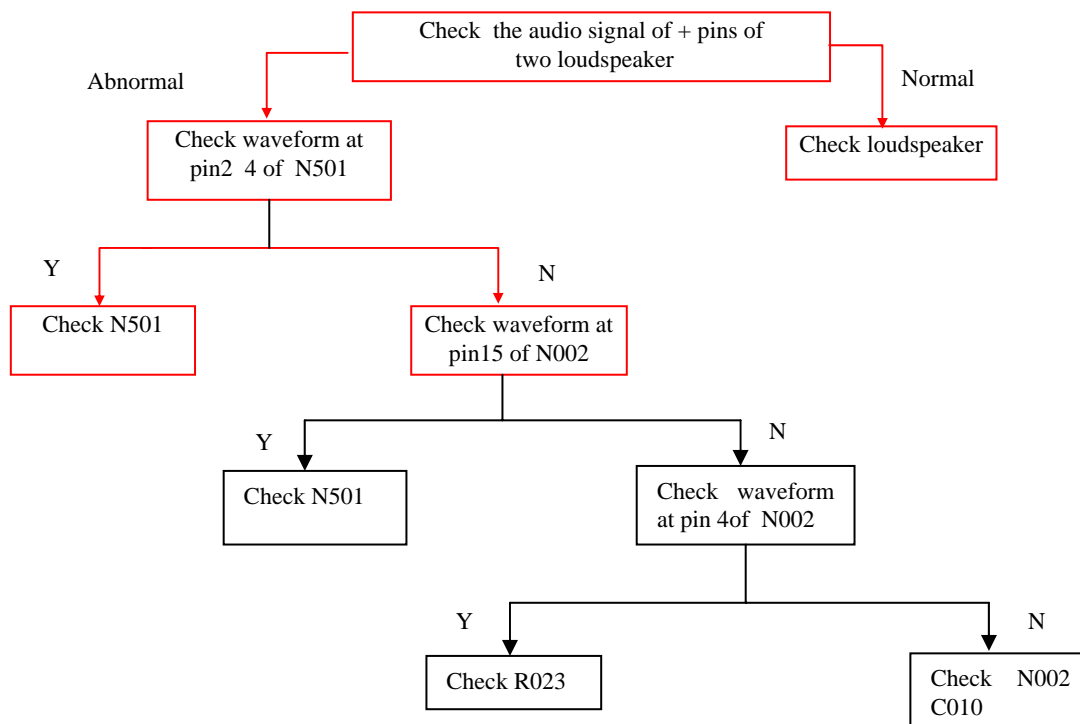 Check the audio signal of + pins of
two loudspeaker
Abnormal
Normal
Check waveform at
pin2 4 of N501
Check loudspeaker
Y
N
Check N501
Check waveform at
pin15 of N002
Y
N
Check N501
Check waveform
at pin 4of N002
Y
N
Check R023
Check N002
C010